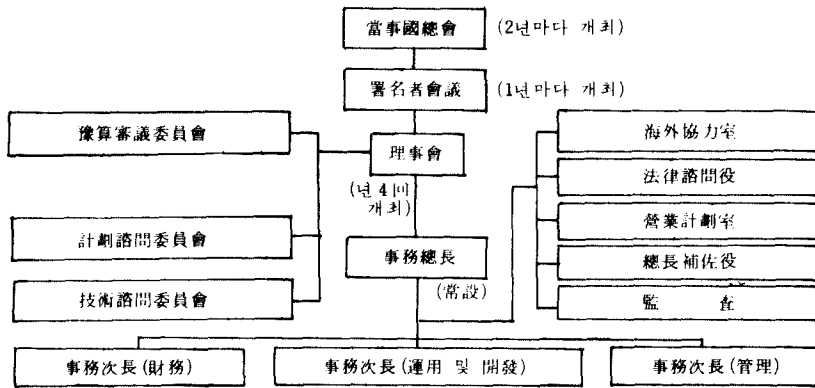 當事國總會 (2년마다 개최)
署名者會議 (1년마다 개최)
豫算審議委員會
理事會
(년 4回
개최)
計劃諮問委員會
技術諮問委員會
事務總長
(常設)
海外協力室
法律諮問役
營業計劃室
總長補佐役
監 査
事務次長(財務)
事務次長(運用 및 開發)
事務次長(管理)